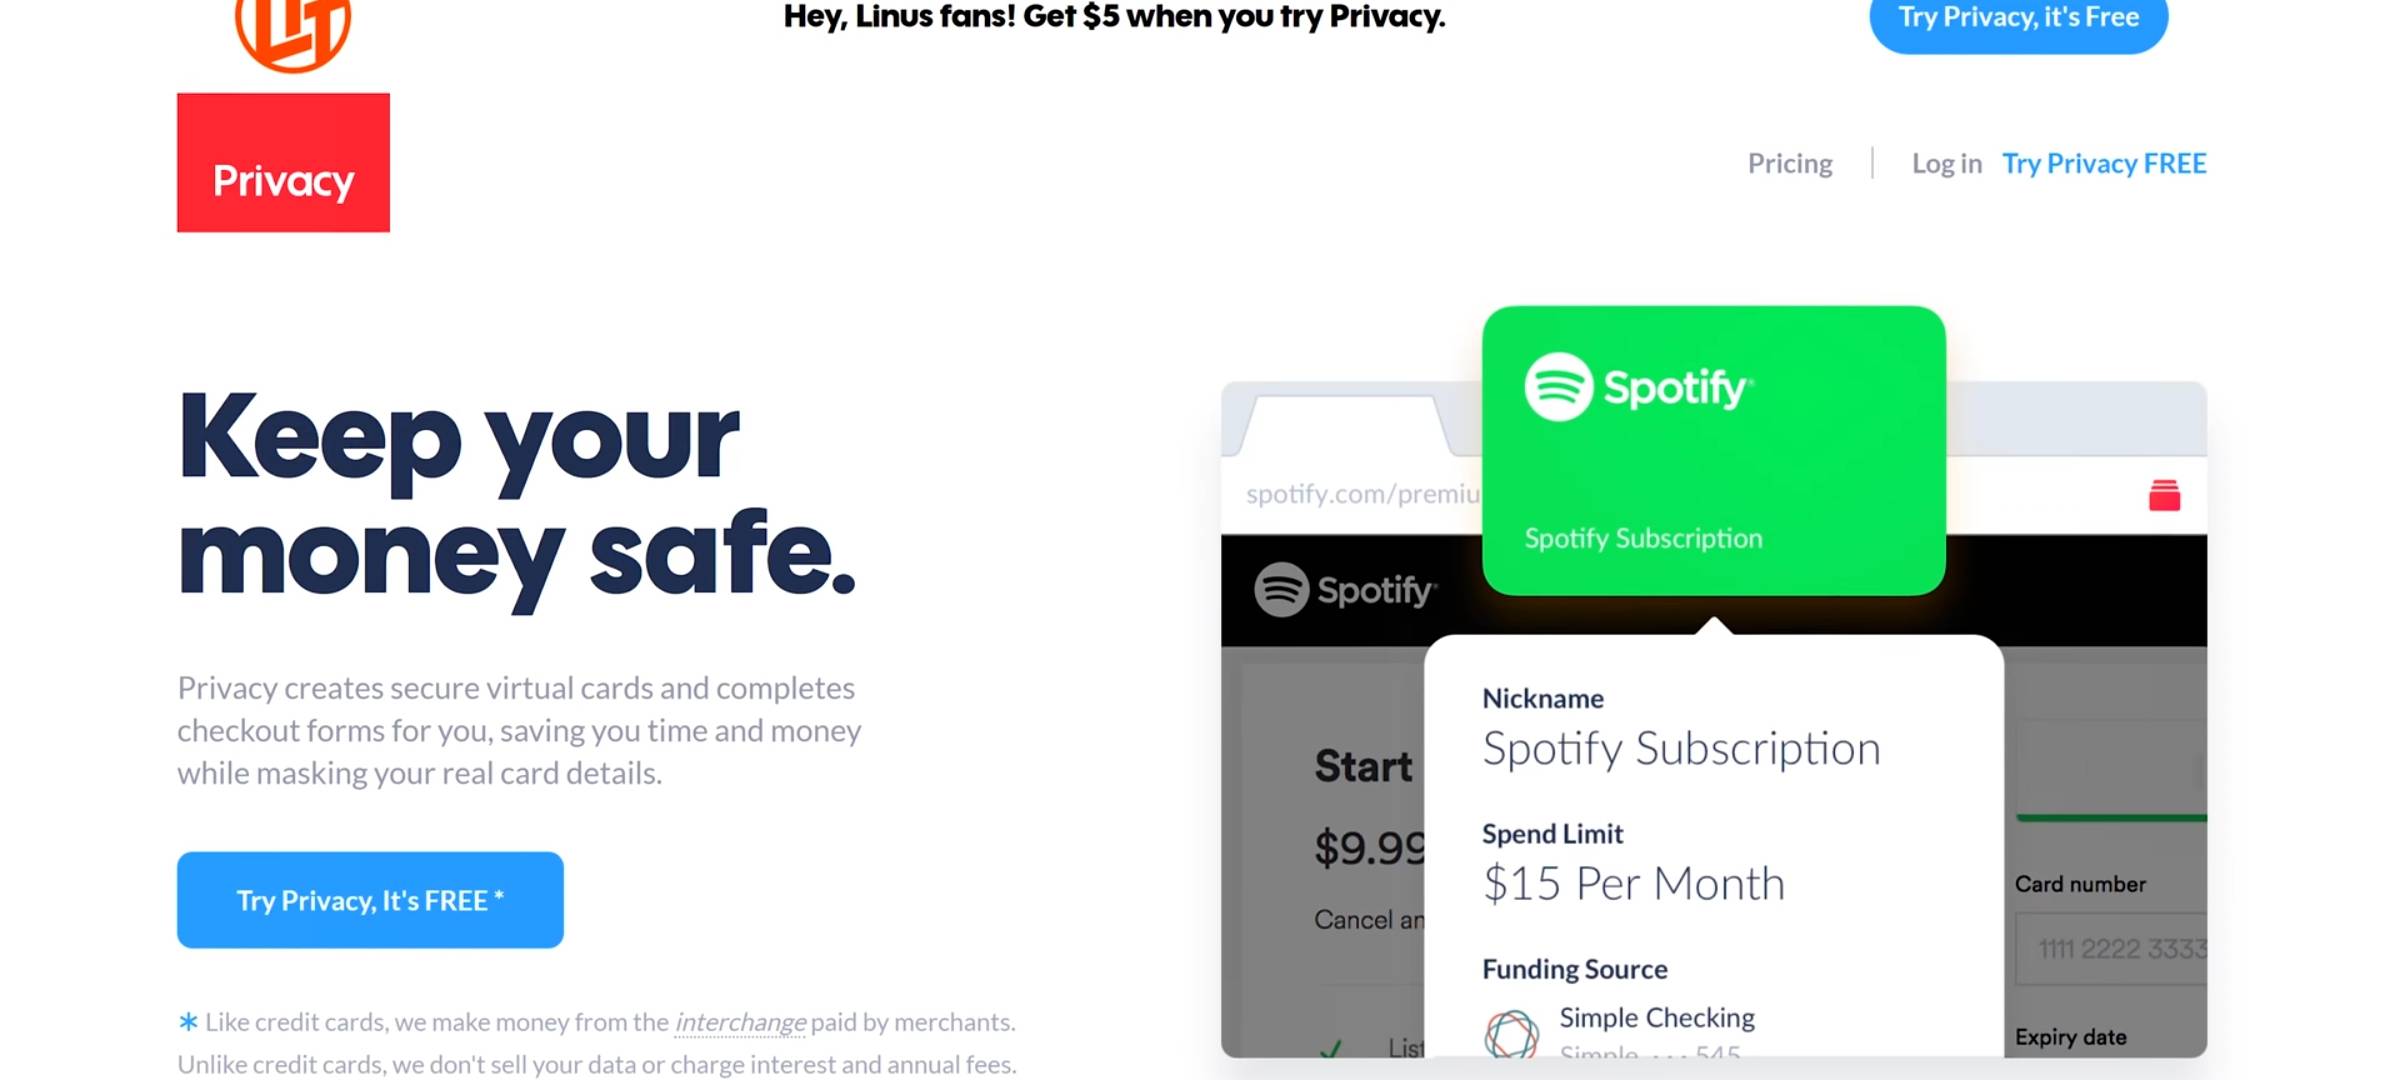 LTT
Hey, Linus fans! Get $5 when you try Privacy.
Try Privacy, it's Free
Privacy
Pricing
Log in
Try Privacy FREE
Keep your
money safe.
Privacy creates secure virtual cards and completes
checkout forms for you, saving you time and money
while masking your real card details.
Try Privacy, It's FREE *
* Like credit cards, we make money from the interchange paid by merchants.
Unlike credit cards, we don't sell your data or charge interest and annual fees.
Spotify
Spotify Subscription
spotify.com/premiu
Spotify
Start
$9.99
Cancel an
List
Nickname
Spotify Subscription
Spend Limit
$15 Per Month
Funding Source
Simple Checking
Simple 545
Card number
1111 2222 3333
Expiry date